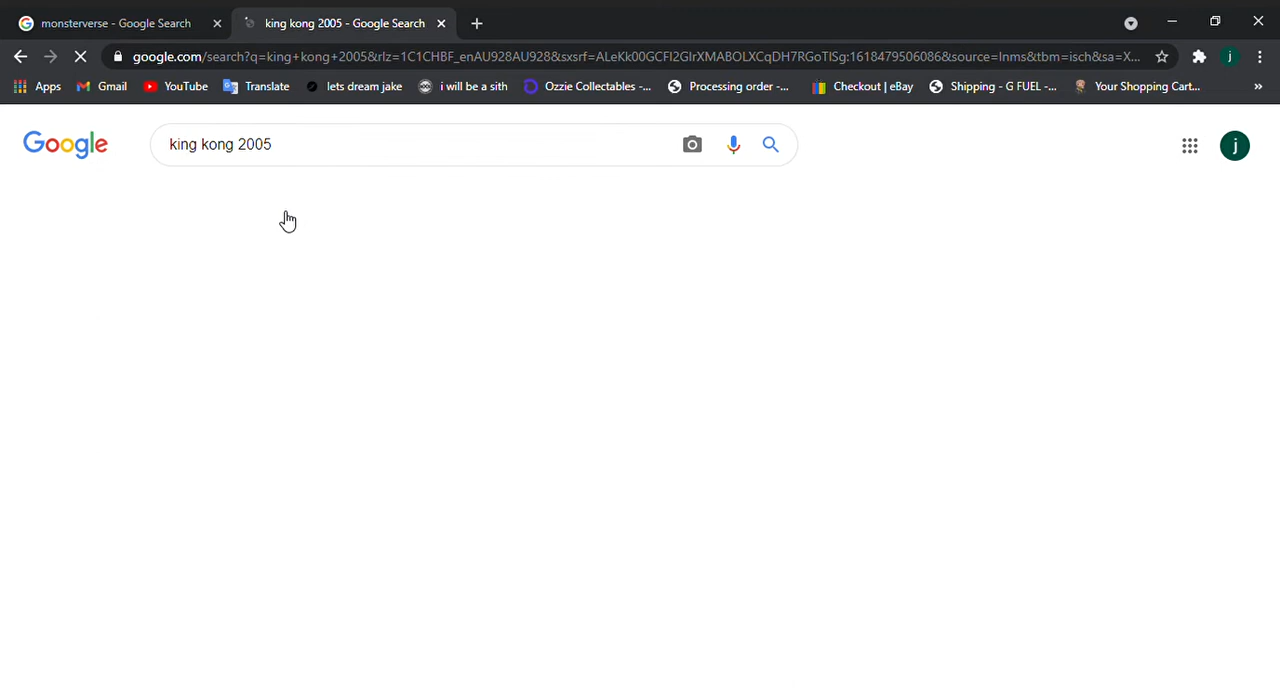 monsterverse - Google Search
king kong 2005 - Google Search
google.com/search?q=king+kong+2005&rlz=1C1CHBF_enAU928AU928&sxsrf=ALeKk00GCFl2GlrXMABOLXCqDH7RGoTlSg:1618479506086&source=lnms&tbm=isch&sa=X...
j
Apps
Gmail
YouTube
Translate
lets dream jake
i will be a sith
Ozzie Collectables -...
Processing order -...
Checkout | eBay
Shipping - G FUEL -...
Your Shopping Cart...
»
Google
king kong 2005
j